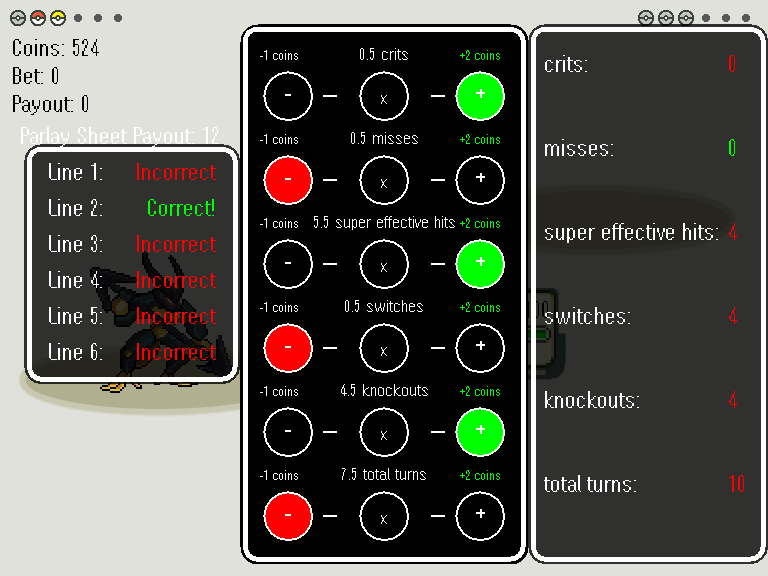 Coins: 524
Bet: 0
Payout: 0
Parlay Sheet Payout: 12
Line 1: Incorrect
Line 2: Correct!
Line 3: Incorrect
Line 4: Incorrect
Line 5: Incorrect
Line 6: Incorrect
-1 coins 0.5 crits +2 coins
- x +
-1 coins 0.5 misses +2 coins
- x +
-1 coins 5.5 super effective hits +2 coins
- x +
-1 coins 0.5 switches +2 coins
- x +
-1 coins 4.5 knockouts +2 coins
- x +
-1 coins 7.5 total turns +2 coins
- x +
crits: 0
misses: 0
super effective hits: 4
switches: 4
knockouts: 4
total turns: 10